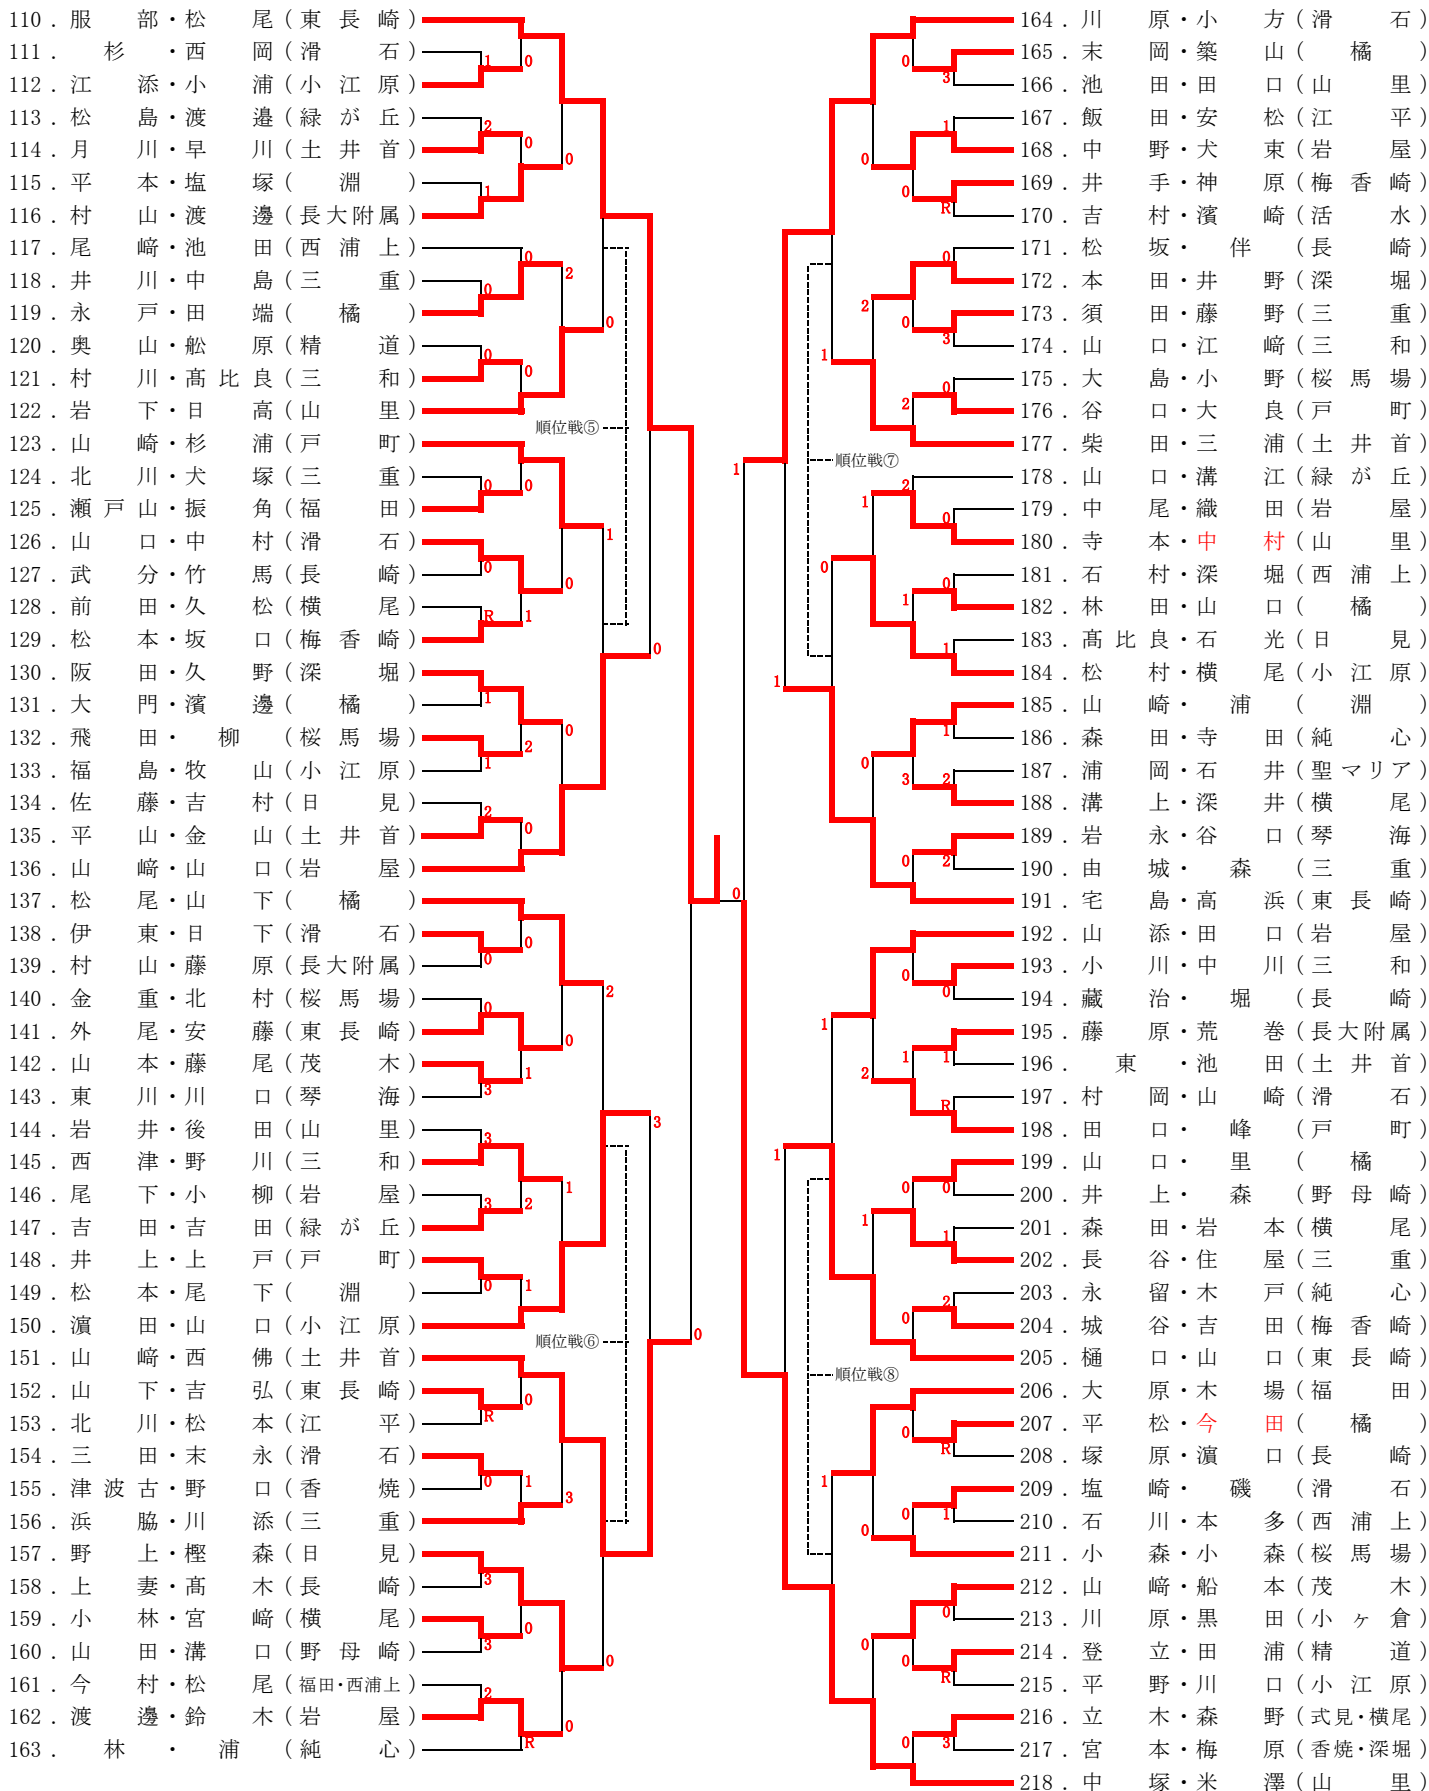 110．服部・松尾（東長崎）
111．杉・西岡（滑石）
112．江添・小浦（小江原）
113．松島・渡邉（緑が丘）
114．月川・早川（土井首）
115．平本・塩塚（淵）
116．村山・渡邊（長大附属）
117．尾﨑・池田（西浦上）
118．井川・中島（三重）
119．永戸・田端（橘）
120．奥山・舩原（精道）
121．村川・髙比良（三和）
122．岩下・日高（山里）
123．山崎・杉浦（戸町）
124．北川・犬塚（三重）
125．瀬戸山・振角（福田）
126．山口・中村（滑石）
127．武分・竹馬（長崎）
128．前田・久松（横尾）
129．松本・坂口（梅香崎）
130．阪田・久野（深堀）
131．大門・濱邊（橘）
132．飛田・柳（桜馬場）
133．福島・牧山（小江原）
134．佐藤・吉村（日見）
135．平山・金山（土井首）
136．山﨑・山口（岩屋）
137．松尾・山下（橘）
138．伊東・日下（滑石）
139．村山・藤原（長大附属）
140．金重・北村（桜馬場）
141．外尾・安藤（東長崎）
142．山本・藤尾（茂木）
143．東川・川口（琴海）
144．岩井・後田（山里）
145．西津・野川（三和）
146．尾下・小柳（岩屋）
147．吉田・吉田（緑が丘）
148．井上・上戸（戸町）
149．松本・尾下（淵）
150．濵田・山口（小江原）
151．山﨑・西佛（土井首）
152．山下・吉弘（東長崎）
153．北川・松本（江平）
154．三田・末永（滑石）
155．津波古・野口（香焼）
156．浜脇・川添（三重）
157．野上・樫森（日見）
158．上妻・髙木（長崎）
159．小林・宮﨑（横尾）
160．山田・溝口（野母崎）
161．今村・松尾（福田・西浦上）
162．渡邊・鈴木（岩屋）
163．林・浦（純心）
順位戦⑤
順位戦⑥
順位戦⑦
順位戦⑧
164．川原・小方（滑石）
165．末岡・築山（橘）
166．池田・田口（山里）
167．飯田・安松（江平）
168．中野・犬束（岩屋）
169．井手・神原（梅香崎）
170．吉村・濱崎（活水）
171．松坂・伴（長崎）
172．本田・井野（深堀）
173．須田・藤野（三重）
174．山口・江﨑（三和）
175．大島・小野（桜馬場）
176．谷口・大良（戸町）
177．柴田・三浦（土井首）
178．山口・溝江（緑が丘）
179．中尾・織田（岩屋）
180．寺本・中村（山里）
181．石村・深堀（西浦上）
182．林田・山口（橘）
183．髙比良・石光（日見）
184．松村・横尾（小江原）
185．山崎・浦（淵）
186．森田・寺田（純心）
187．浦岡・石井（聖マリア）
188．溝上・深井（横尾）
189．岩永・谷口（琴海）
190．由城・森（三重）
191．宅島・高浜（東長崎）
192．山添・田口（岩屋）
193．小川・中川（三和）
194．藏治・堀（長崎）
195．藤原・荒巻（長大附属）
196．東・池田（土井首）
197．村岡・山崎（滑石）
198．田口・峰（戸町）
199．山口・里（橘）
200．井上・森（野母崎）
201．森田・岩本（横尾）
202．長谷・住屋（三重）
203．永留・木戸（純心）
204．城谷・吉田（梅香崎）
205．樋口・山口（東長崎）
206．大原・木場（福田）
207．平松・今田（橘）
208．塚原・濵口（長崎）
209．塩崎・磯（滑石）
210．石川・本多（西浦上）
211．小森・小森（桜馬場）
212．山﨑・船本（茂木）
213．川原・黒田（小ヶ倉）
214．登立・田浦（精道）
215．平野・川口（小江原）
216．立木・森野（式見・横尾）
217．宮本・梅原（香焼・深堀）
218．中塚・米澤（山里）